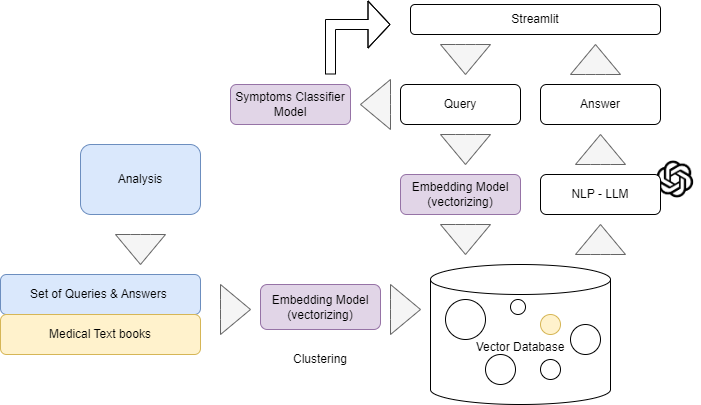 Streamlit
Symptoms Classifier
Model
Query
Answer
Analysis
Embedding Model
(vectorizing)
NLP - LLM
Set of Queries & Answers
Medical Text books
Embedding Model
(vectorizing)
Clustering
Vector Database